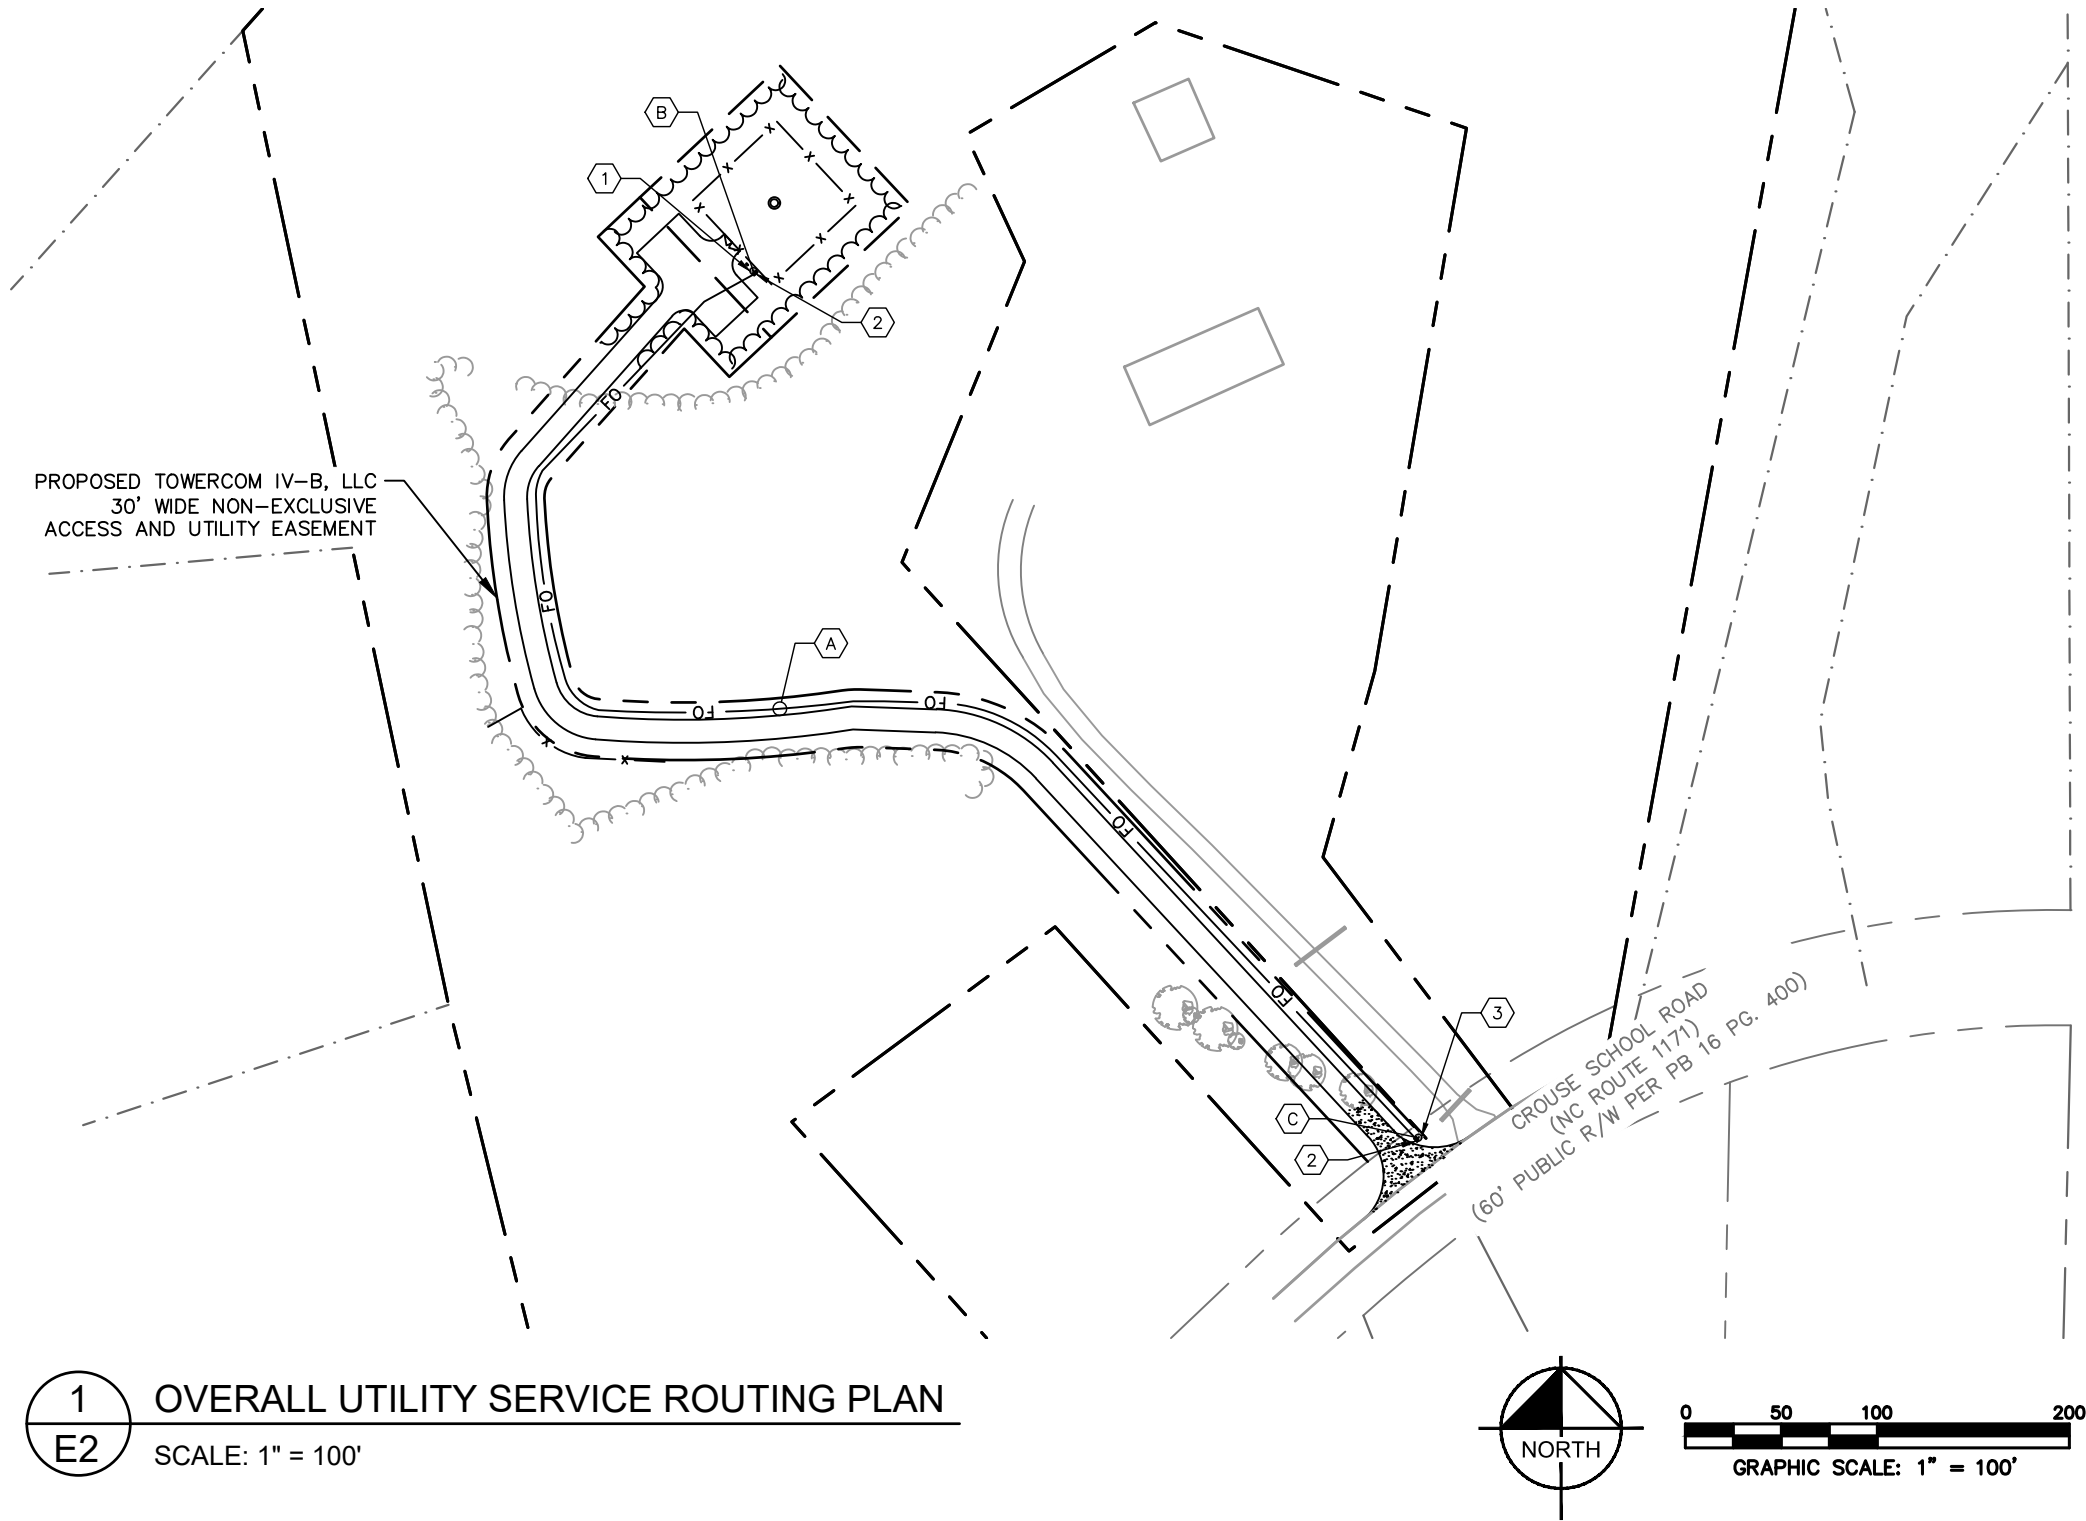 B
1
2
PROPOSED TOWERCOM IV-B, LLC
30' WIDE NON-EXCLUSIVE
ACCESS AND UTILITY EASEMENT
FO
FO
A
FO
FO
FO
FO
3
C
2
CROUSE SCHOOL ROAD
(NC ROUTE 1171)
(60' PUBLIC R/W PER PB 16 PG. 400)
1
E2
OVERALL UTILITY SERVICE ROUTING PLAN
SCALE: 1" = 100'
NORTH
0 50 100 200
GRAPHIC SCALE: 1" = 100'